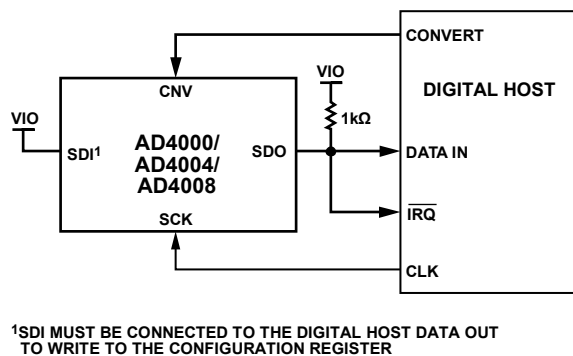 CONVERT
VIO
DIGITAL HOST
CNV
VIO
1kΩ
AD4000/
AD4004/
AD4008
SDI¹
SDO
DATA IN
SCK
IRQ
CLK
¹SDI MUST BE CONNECTED TO THE DIGITAL HOST DATA OUT
TO WRITE TO THE CONFIGURATION REGISTER